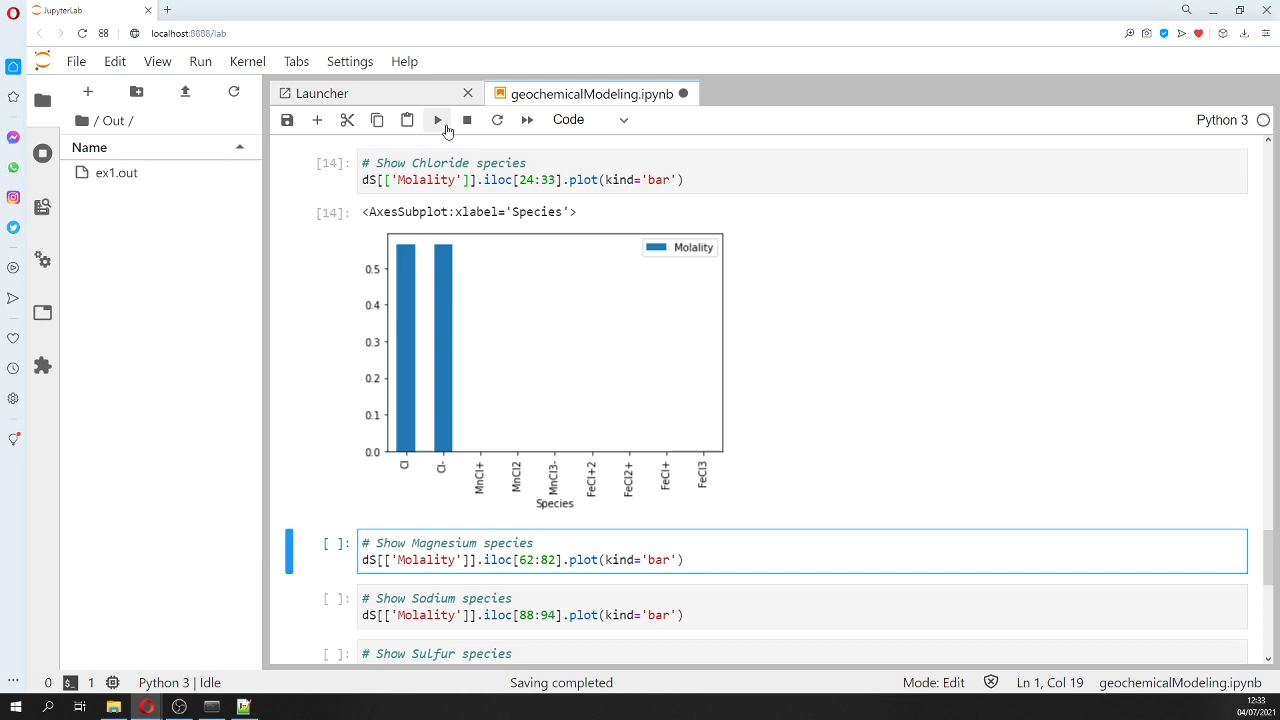 JupyterLab
localhost:8888/lab
File Edit View Run Kernel Tabs Settings Help
Launcher
geochemicalModeling.ipynb
/ Out /
Code
Python 3
Name
ex1.out
[14]: # Show Chloride species
dS[['Molality']].iloc[24:33].plot(kind='bar')
[14]: <AxesSubplot:xlabel='Species'>
Molality
0.5
0.4
0.3
0.2
0.1
0.0
Cl
Cl-
MnCl+
MnCl2
MnCl3-
FeCl+2
FeCl2+
FeCl+
FeCl3
Species
[ ]: # Show Magnesium species
dS[['Molality']].iloc[62:82].plot(kind='bar')
[ ]: # Show Sodium species
dS[['Molality']].iloc[88:94].plot(kind='bar')
[ ]: # Show Sulfur species
0 1 Python 3 | Idle Saving completed Mode: Edit Ln 1, Col 19 geochemicalModeling.ipynb
12:33
04/07/2021